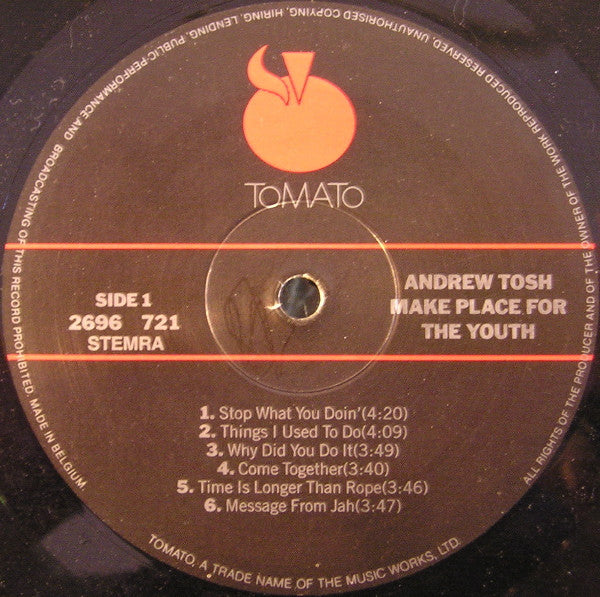 TOMATO
SIDE 1
2696 721
STEMRA
ANDREW TOSH
MAKE PLACE FOR
THE YOUTH
1. Stop What You Doin'(4:20)
2. Things I Used To Do(4:09)
3. Why Did You Do It(3:49)
4. Come Together(3:40)
5. Time Is Longer Than Rope(3:46)
6. Message From Jah(3:47)
TOMATO, A TRADE NAME OF THE MUSIC WORKS, LTD.
ALL RIGHTS OF THE PRODUCER AND OF THE OWNER OF THE WORK REPRODUCED RESERVED, UNAUTHORISED COPYING, HIRING, LENDING, PUBLIC PERFORMANCE AND BROADCASTING OF THIS RECORD PROHIBITED. MADE IN BELGIUM.